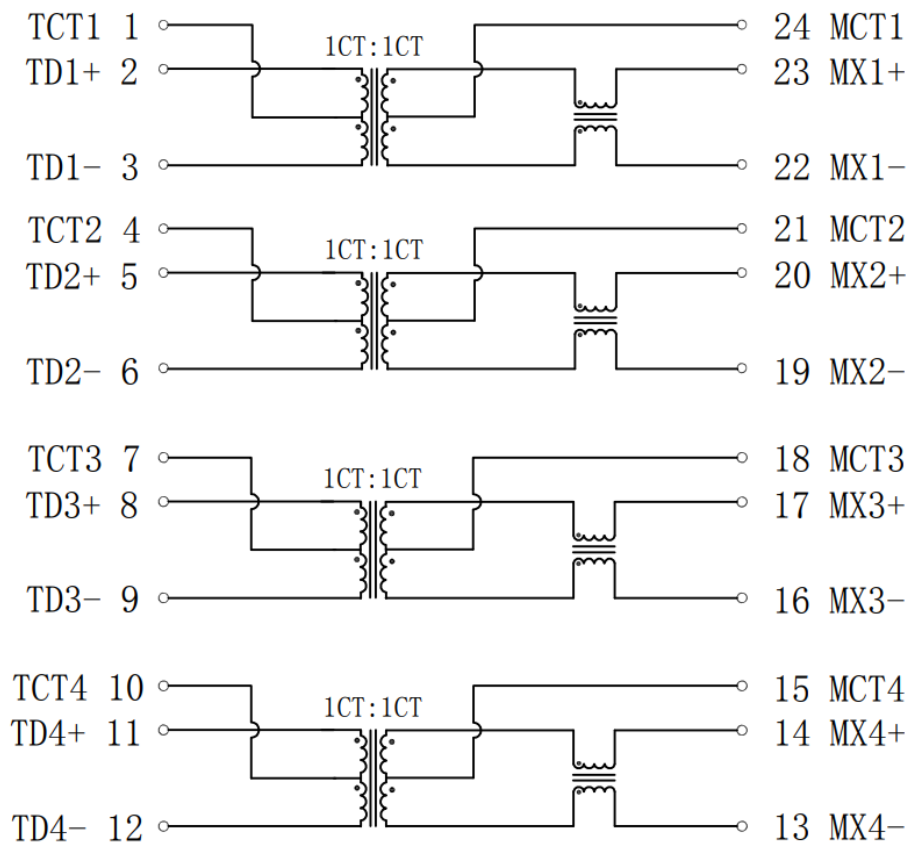 TCT1 1 24 MCT1
1CT:1CT
TD1+ 2 23 MX1+
TD1- 3 22 MX1-
TCT2 4 21 MCT2
1CT:1CT
TD2+ 5 20 MX2+
TD2- 6 19 MX2-
TCT3 7 18 MCT3
1CT:1CT
TD3+ 8 17 MX3+
TD3- 9 16 MX3-
TCT4 10 15 MCT4
1CT:1CT
TD4+ 11 14 MX4+
TD4- 12 13 MX4-